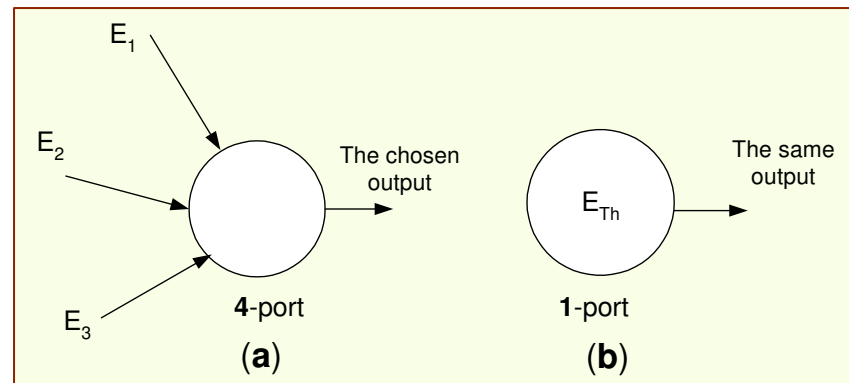 E1
E2
E3
The chosen
output
4-port
(a)
ETh
The same
output
1-port
(b)